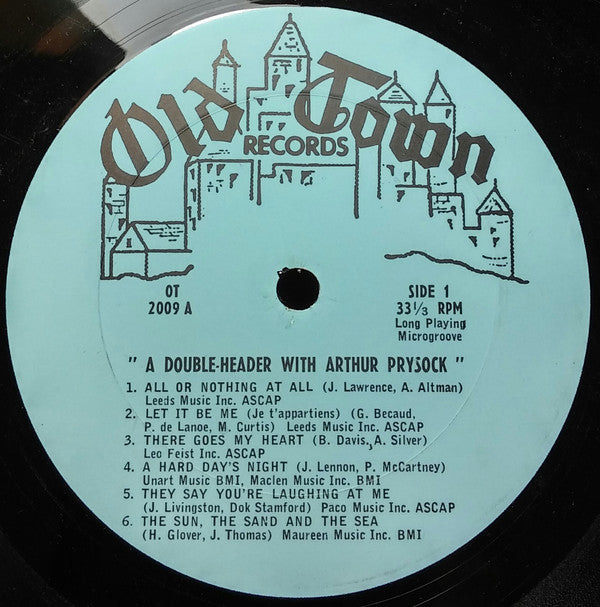 Old Town
RECORDS
OT
2009 A
SIDE 1
33⅓ RPM
Long Playing
Microgroove
" A DOUBLE-HEADER WITH ARTHUR PRYSOCK "
1. ALL OR NOTHING AT ALL (J. Lawrence, A. Altman)
Leeds Music Inc. ASCAP
2. LET IT BE ME (Je t'appartiens) (G. Becaud,
P. de Lanoe, M. Curtis) Leeds Music Inc. ASCAP
3. THERE GOES MY HEART (B. Davis, A. Silver)
Leo Feist Inc. ASCAP
4. A HARD DAY'S NIGHT (J. Lennon, P. McCartney)
Unart Music BMI, Maclen Music Inc. BMI
5. THEY SAY YOU'RE LAUGHING AT ME
(J. Livingston, Dok Stamford) Paco Music Inc. ASCAP
6. THE SUN, THE SAND AND THE SEA
(H. Glover, J. Thomas) Maureen Music Inc. BMI